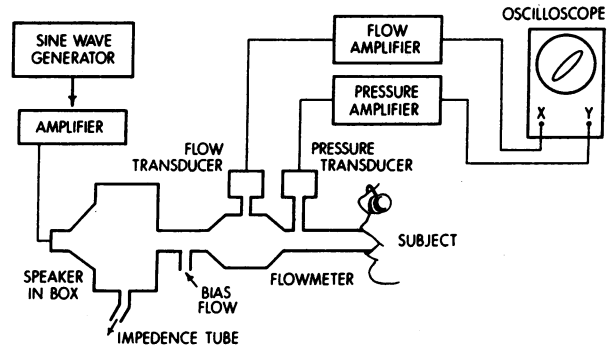 OSCILLOSCOPE
SINE WAVE
GENERATOR
FLOW
AMPLIFIER
PRESSURE
AMPLIFIER
X Y
AMPLIFIER
FLOW
TRANSDUCER
PRESSURE
TRANSDUCER
SUBJECT
SPEAKER
IN BOX
BIAS
FLOW
FLOWMETER
IMPEDENCE TUBE